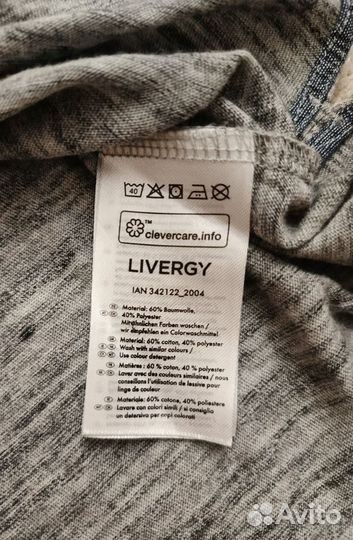 40
™
clevercare.info
LIVERGY
IAN 342122_2004
Material: 60% Baumwolle,
40% Polyester
Mit ähnlichen Farben waschen /
wir empfehlen ein Colorwaschmittel
Material: 60% cotton, 40% polyester
Wash with similar colours /
Use colour detergent
Matières : 60 % coton, 40 % polyester
Laver avec des couleurs similaires / nous
conseillons l'utilisation de lessive pour
linge de couleur
Materiale: 60% cotone, 40% poliestere
Lavare con colori simili / si consiglia
un detersivo per capi colorati
Avito